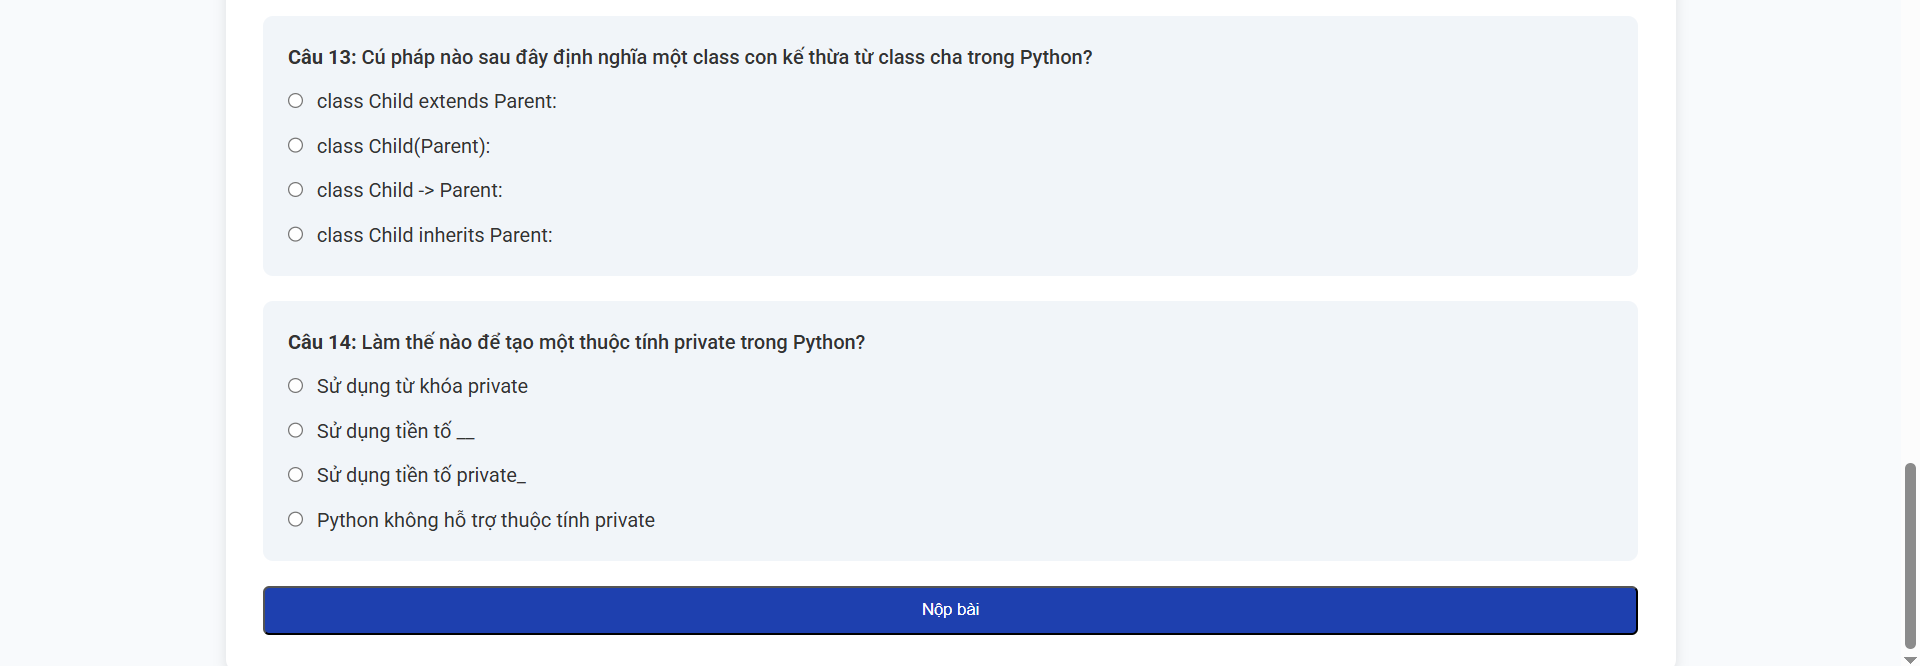 Câu 13: Cú pháp nào sau đây định nghĩa một class con kế thừa từ class cha trong Python?
class Child extends Parent:
class Child(Parent):
class Child -> Parent:
class Child inherits Parent:
Câu 14: Làm thế nào để tạo một thuộc tính private trong Python?
Sử dụng từ khóa private
Sử dụng tiền tố __
Sử dụng tiền tố private_
Python không hỗ trợ thuộc tính private
Nộp bài